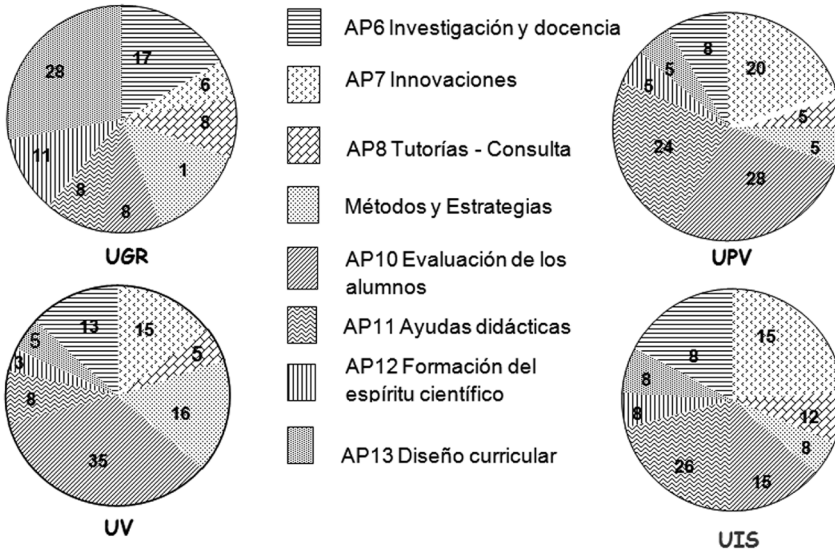 17
6
8
1
8
8
11
28
UGR
AP6 Investigación y docencia
AP7 Innovaciones
AP8 Tutorías - Consulta
Métodos y Estrategias
AP10 Evaluación de los
alumnos
AP11 Ayudas didácticas
AP12 Formación del
espíritu científico
AP13 Diseño curricular
8
20
5
5
28
24
5
5
UPV
13
15
5
16
35
8
3
5
UV
8
15
12
8
15
26
8
8
UIS